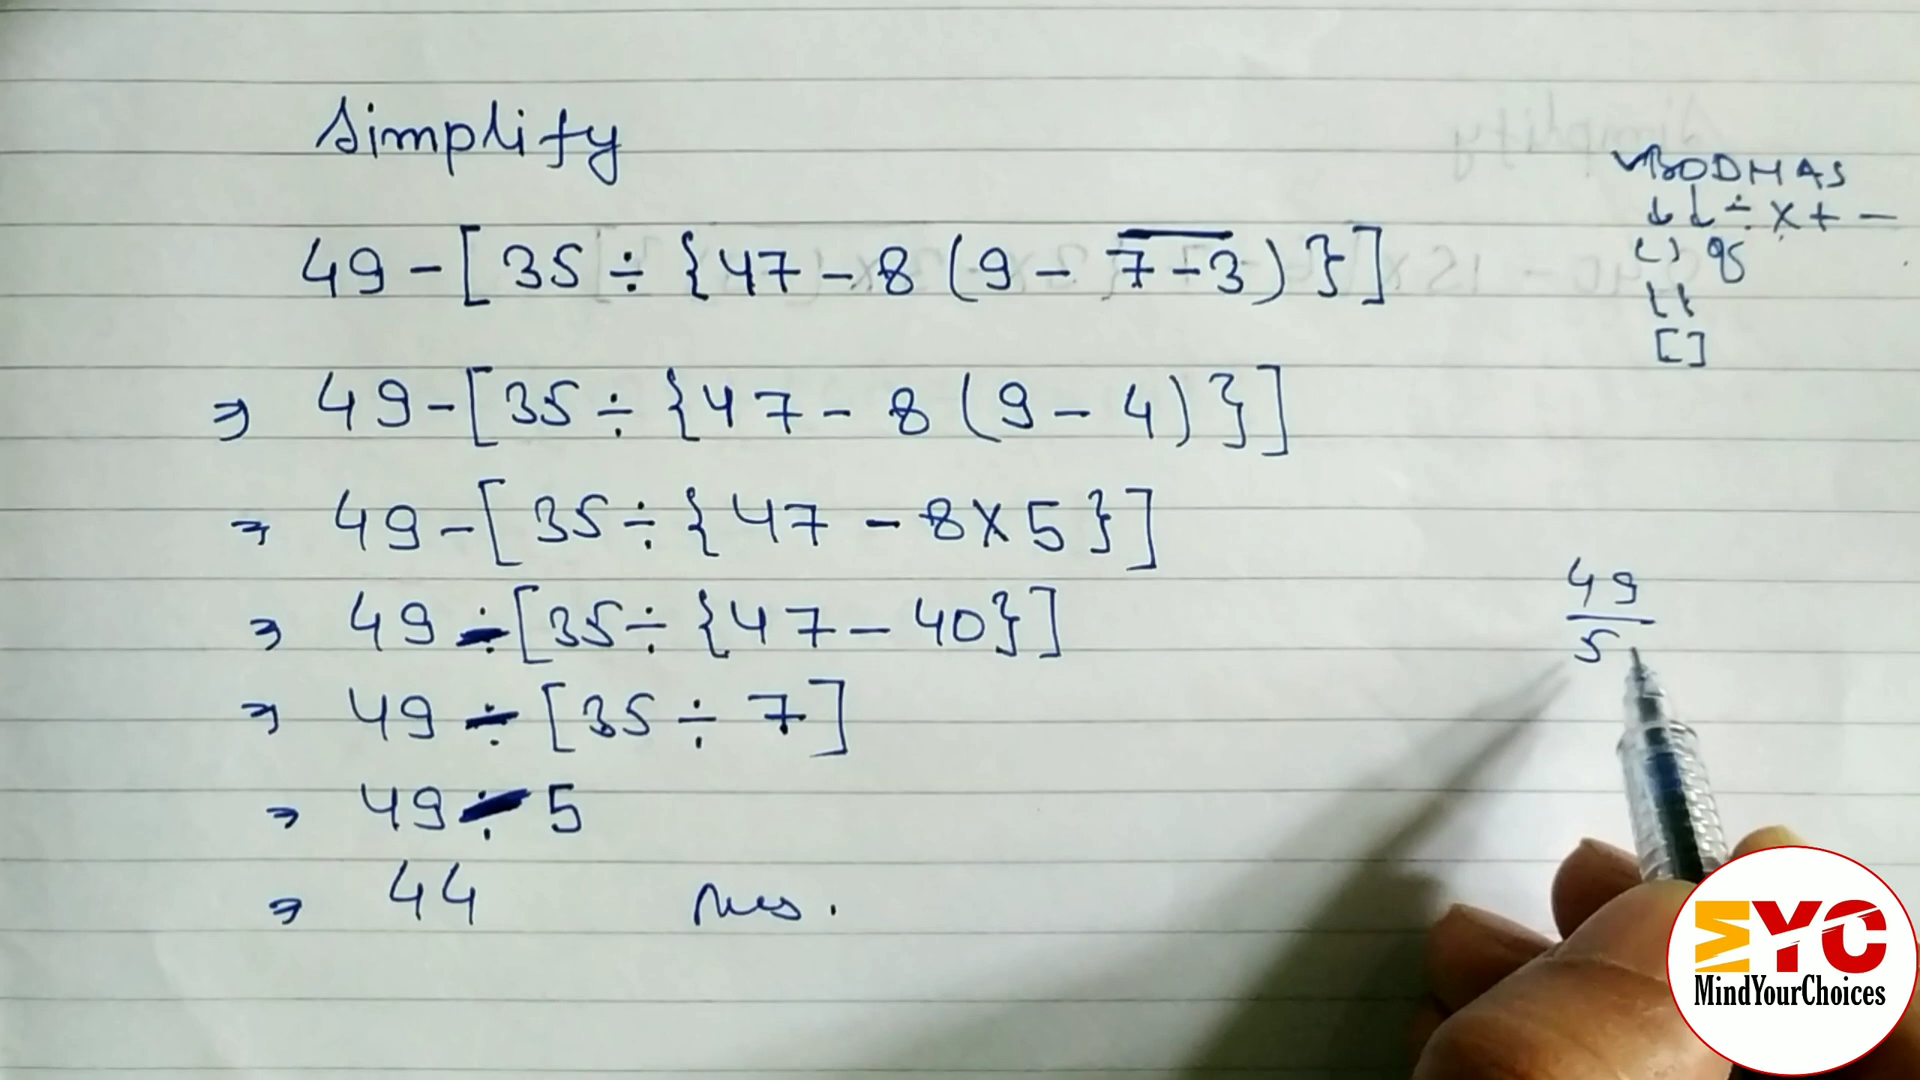 Simplify
49 - [35 ÷ {47 - 8 (9 - 7̅-̅3̅)}]
⇒ 49 - [35 ÷ {47 - 8 (9 - 4)}]
⇒ 49 - [35 ÷ {47 - 8 × 5}]
⇒ 49 ÷ [35 ÷ {47 - 40}]
⇒ 49 ÷ [35 ÷ 7]
⇒ 49 ÷ 5
⇒ 44 Ans.
VBODMAS
↓ ↓ ÷ × + -
( ) of
{ }
[ ]
49
5
MYC
MindYourChoices